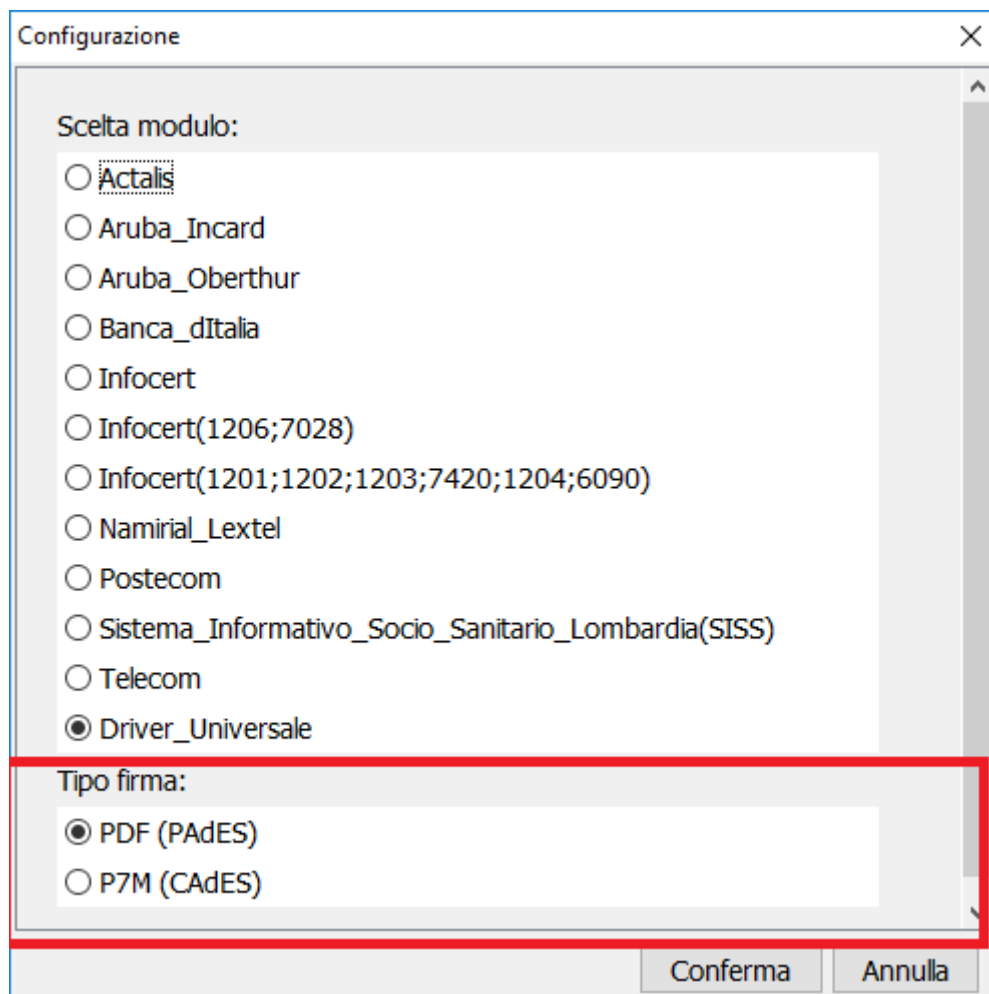 Configurazione
Scelta modulo:
Actalis
Aruba_Incard
Aruba_Oberthur
Banca_dItalia
Infocert
Infocert(1206;7028)
Infocert(1201;1202;1203;7420;1204;6090)
Namirial_Lextel
Postecom
Sistema_Informativo_Socio_Sanitario_Lombardia(SISS)
Telecom
Driver_Universale
Tipo firma:
PDF (PAdES)
P7M (CAdES)
Conferma Annulla